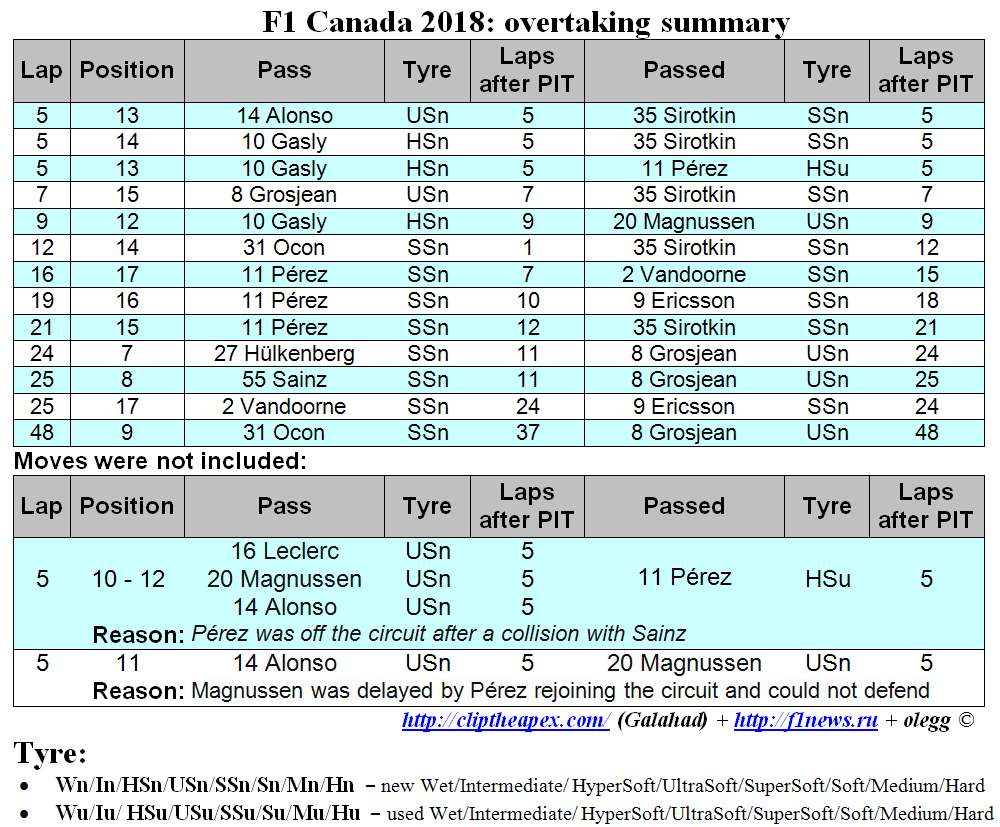 F1 Canada 2018: overtaking summary
Lap Position Pass Tyre Laps after PIT Passed Tyre Laps after PIT
5 13 14 Alonso USn 5 35 Sirotkin SSn 5
5 14 10 Gasly HSn 5 35 Sirotkin SSn 5
5 13 10 Gasly HSn 5 11 Pérez HSu 5
7 15 8 Grosjean USn 7 35 Sirotkin SSn 7
9 12 10 Gasly HSn 9 20 Magnussen USn 9
12 14 31 Ocon SSn 1 35 Sirotkin SSn 12
16 17 11 Pérez SSn 7 2 Vandoorne SSn 15
19 16 11 Pérez SSn 10 9 Ericsson SSn 18
21 15 11 Pérez SSn 12 35 Sirotkin SSn 21
24 7 27 Hülkenberg SSn 11 8 Grosjean USn 24
25 8 55 Sainz SSn 11 8 Grosjean USn 25
25 17 2 Vandoorne SSn 24 9 Ericsson SSn 24
48 9 31 Ocon SSn 37 8 Grosjean USn 48
Moves were not included:
Lap Position Pass Tyre Laps after PIT Passed Tyre Laps after PIT
16 Leclerc USn 5
5 10 - 12 20 Magnussen USn 5 11 Pérez HSu 5
14 Alonso USn 5
Reason: Pérez was off the circuit after a collision with Sainz
5 11 14 Alonso USn 5 20 Magnussen USn 5
Reason: Magnussen was delayed by Pérez rejoining the circuit and could not defend
http://cliptheapex.com/ (Galahad) + http://f1news.ru + olegg ©
Tyre:
• Wn/In/HSn/USn/SSn/Sn/Mn/Hn – new Wet/Intermediate/ HyperSoft/UltraSoft/SuperSoft/Soft/Medium/Hard
• Wu/Iu/ HSu/USu/SSu/Su/Mu/Hu – used Wet/Intermediate/ HyperSoft/UltraSoft/SuperSoft/Soft/Medium/Hard